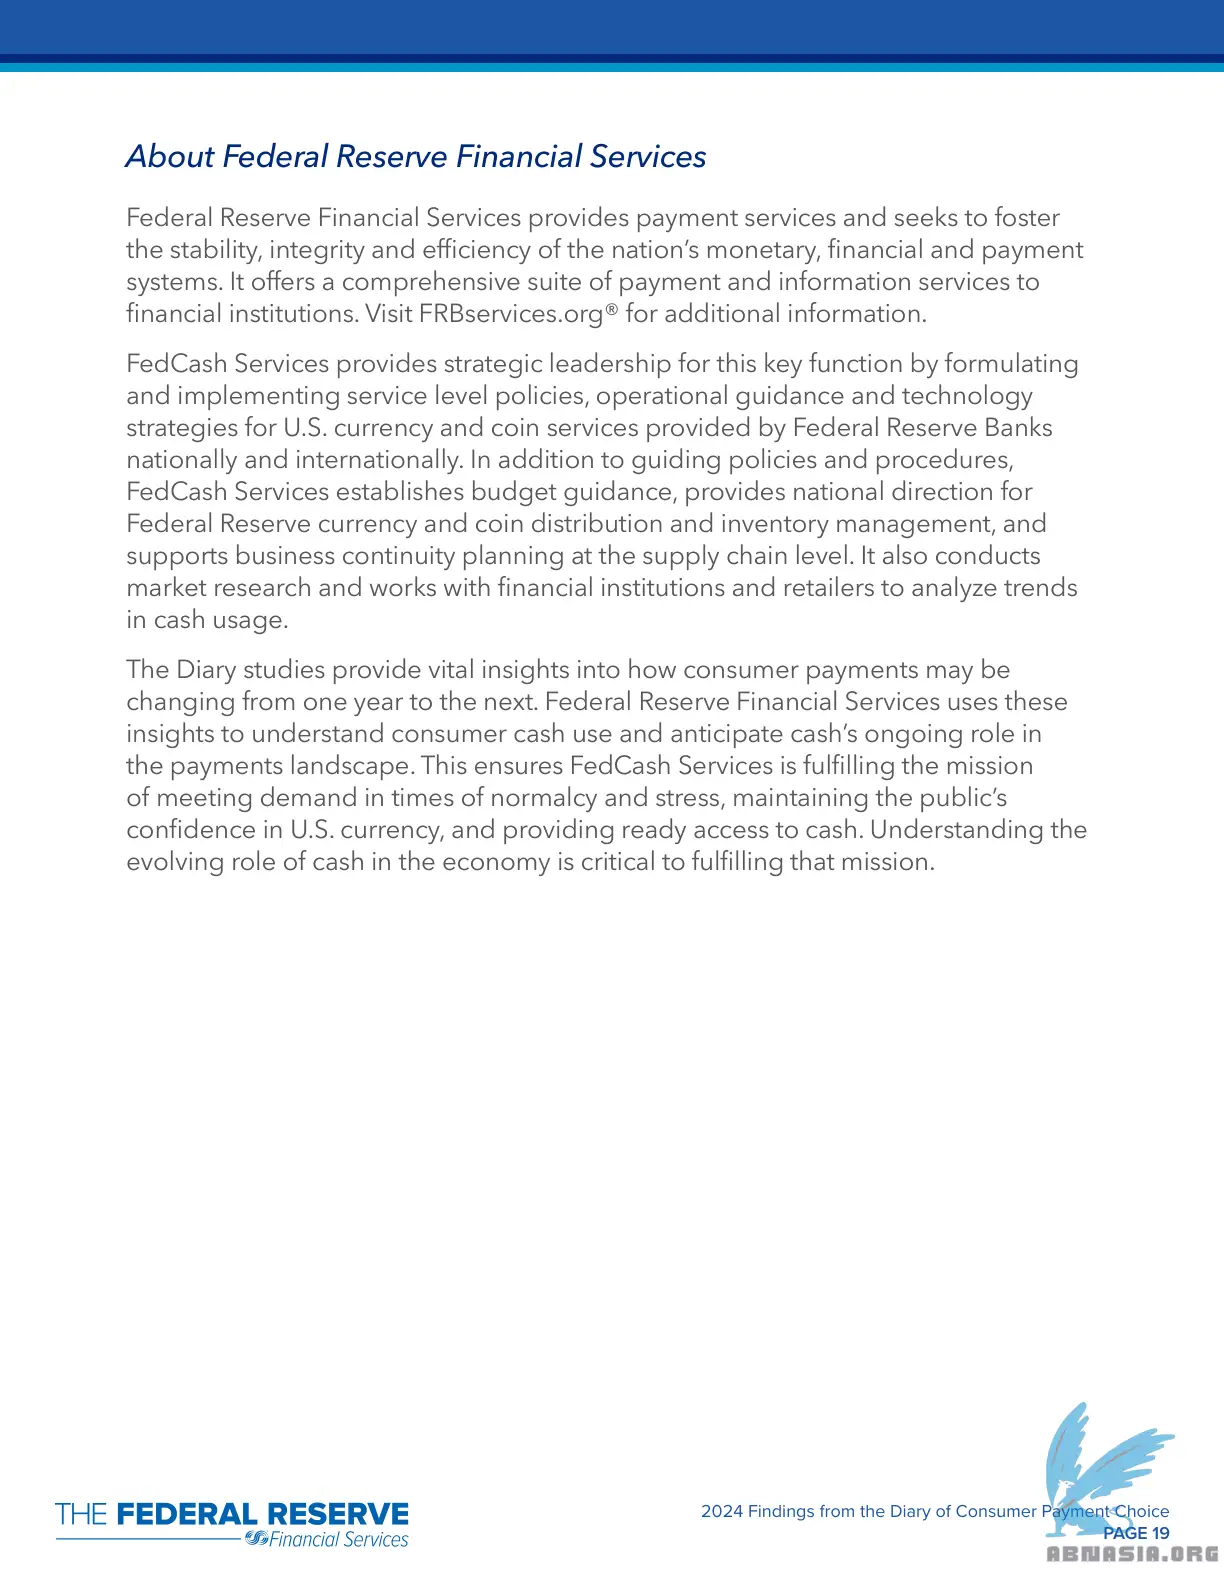 About Federal Reserve Financial Services
Federal Reserve Financial Services provides payment services and seeks to foster
the stability, integrity and efficiency of the nation’s monetary, financial and payment
systems. It offers a comprehensive suite of payment and information services to
financial institutions. Visit FRBservices.org® for additional information.
FedCash Services provides strategic leadership for this key function by formulating
and implementing service level policies, operational guidance and technology
strategies for U.S. currency and coin services provided by Federal Reserve Banks
nationally and internationally. In addition to guiding policies and procedures,
FedCash Services establishes budget guidance, provides national direction for
Federal Reserve currency and coin distribution and inventory management, and
supports business continuity planning at the supply chain level. It also conducts
market research and works with financial institutions and retailers to analyze trends
in cash usage.
The Diary studies provide vital insights into how consumer payments may be
changing from one year to the next. Federal Reserve Financial Services uses these
insights to understand consumer cash use and anticipate cash’s ongoing role in
the payments landscape. This ensures FedCash Services is fulfilling the mission
of meeting demand in times of normalcy and stress, maintaining the public’s
confidence in U.S. currency, and providing ready access to cash. Understanding the
evolving role of cash in the economy is critical to fulfilling that mission.
THE FEDERAL RESERVE
Financial Services
2024 Findings from the Diary of Consumer Payment Choice
PAGE 19
ABNASIA.ORG